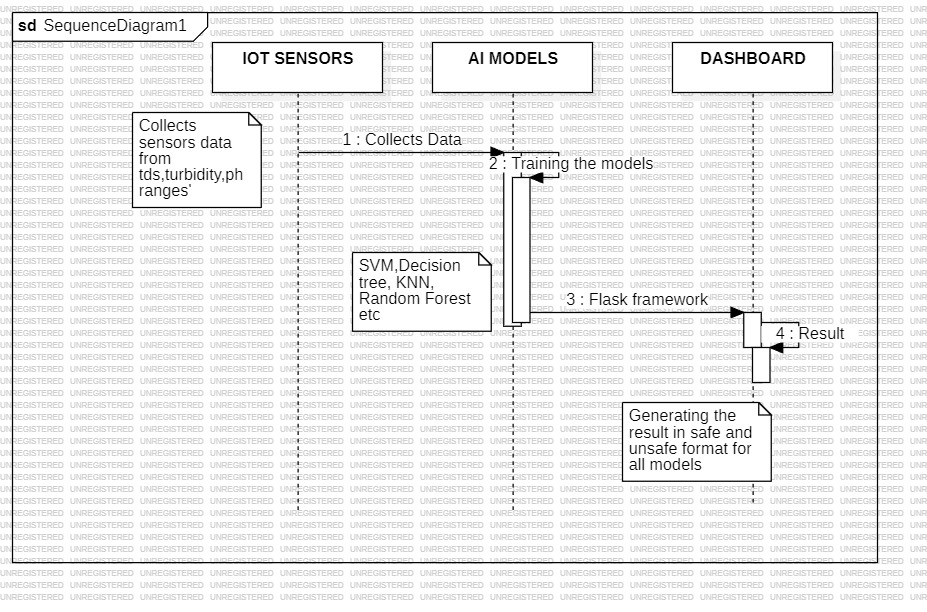 sd SequenceDiagram1
IOT SENSORS
AI MODELS
DASHBOARD
Collects
sensors data
from
tds,turbidity,ph
ranges'
1 : Collects Data
2 : Training the models
SVM,Decision
tree, KNN,
Random Forest
etc
3 : Flask framework
4 : Result
Generating the
result in safe and
unsafe format for
all models
UNREGISTERED